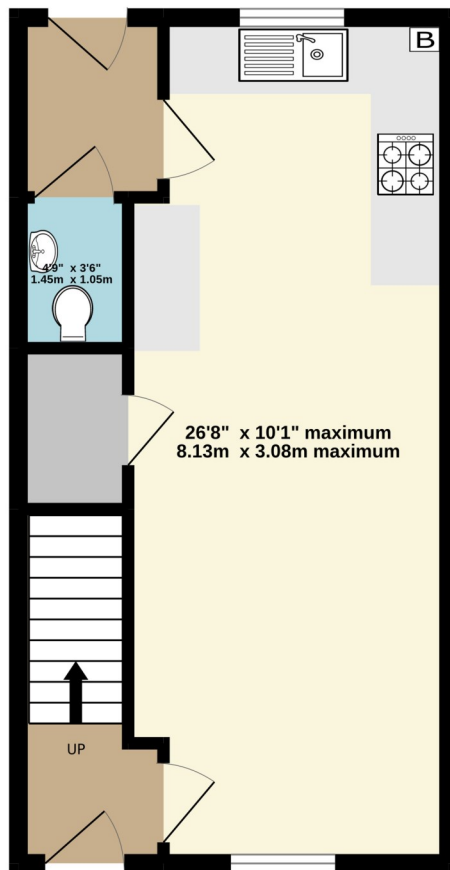 B
4'9" x 3'6"
1.45m x 1.05m
26'8" x 10'1" maximum
8.13m x 3.08m maximum
UP